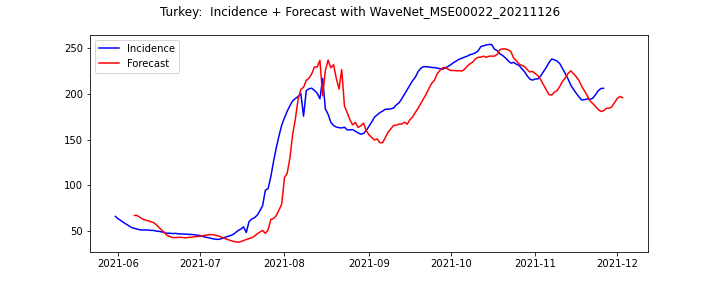 Turkey:  Incidence + Forecast with WaveNet_MSE00022_20211126
Incidence
Forecast
250
200
150
100
50
2021-06 2021-07 2021-08 2021-09 2021-10 2021-11 2021-12